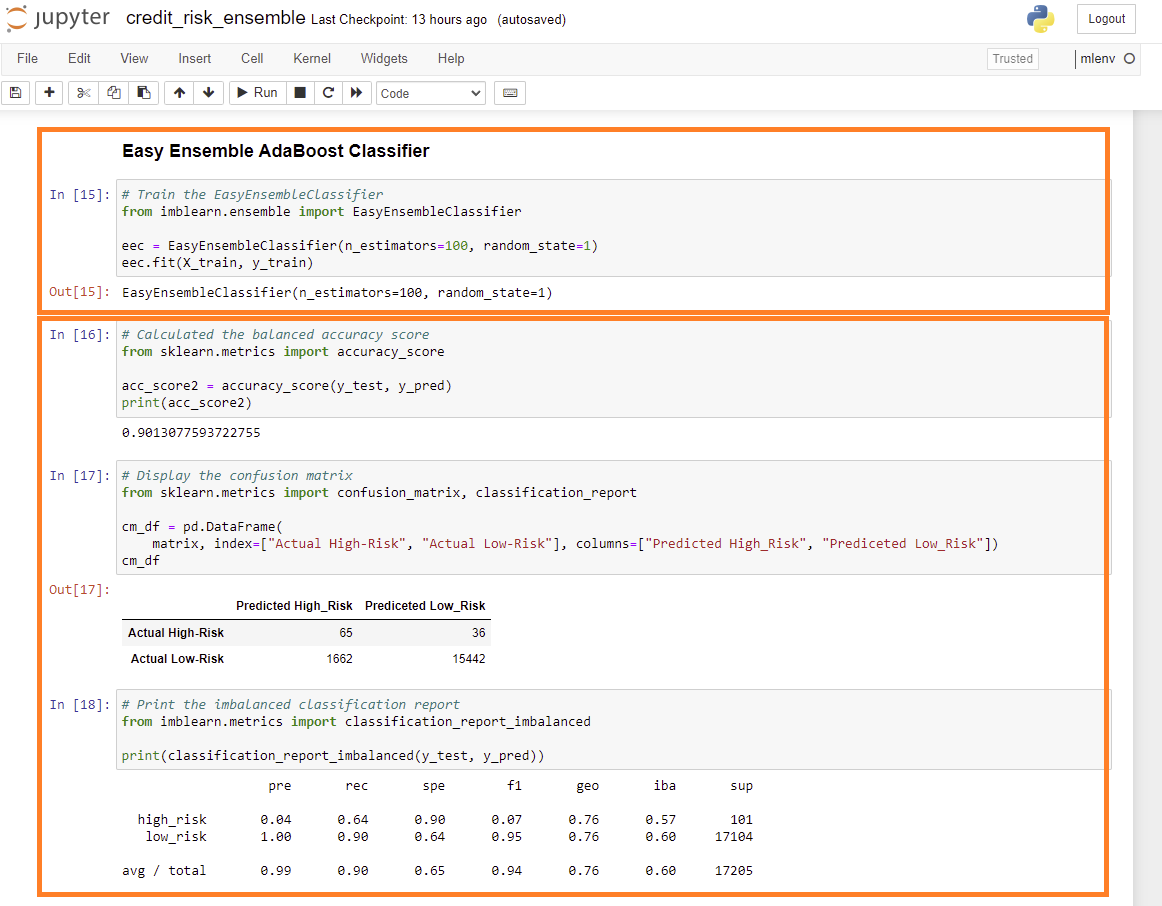 jupyter credit_risk_ensemble Last Checkpoint: 13 hours ago (autosaved) Logout
File Edit View Insert Cell Kernel Widgets Help Trusted mlenv
Run Code
Easy Ensemble AdaBoost Classifier
In [15]: # Train the EasyEnsembleClassifier
from imblearn.ensemble import EasyEnsembleClassifier
eec = EasyEnsembleClassifier(n_estimators=100, random_state=1)
eec.fit(X_train, y_train)
Out[15]: EasyEnsembleClassifier(n_estimators=100, random_state=1)
In [16]: # Calculated the balanced accuracy score
from sklearn.metrics import accuracy_score
acc_score2 = accuracy_score(y_test, y_pred)
print(acc_score2)
0.9013077593722755
In [17]: # Display the confusion matrix
from sklearn.metrics import confusion_matrix, classification_report
cm_df = pd.DataFrame(
matrix, index=["Actual High-Risk", "Actual Low-Risk"], columns=["Predicted High_Risk", "Prediceted Low_Risk"])
cm_df
Out[17]:
Predicted High_Risk Prediceted Low_Risk
Actual High-Risk 65 36
Actual Low-Risk 1662 15442
In [18]: # Print the imbalanced classification report
from imblearn.metrics import classification_report_imbalanced
print(classification_report_imbalanced(y_test, y_pred))
pre rec spe f1 geo iba sup
high_risk 0.04 0.64 0.90 0.07 0.76 0.57 101
low_risk 1.00 0.90 0.64 0.95 0.76 0.60 17104
avg / total 0.99 0.90 0.65 0.94 0.76 0.60 17205